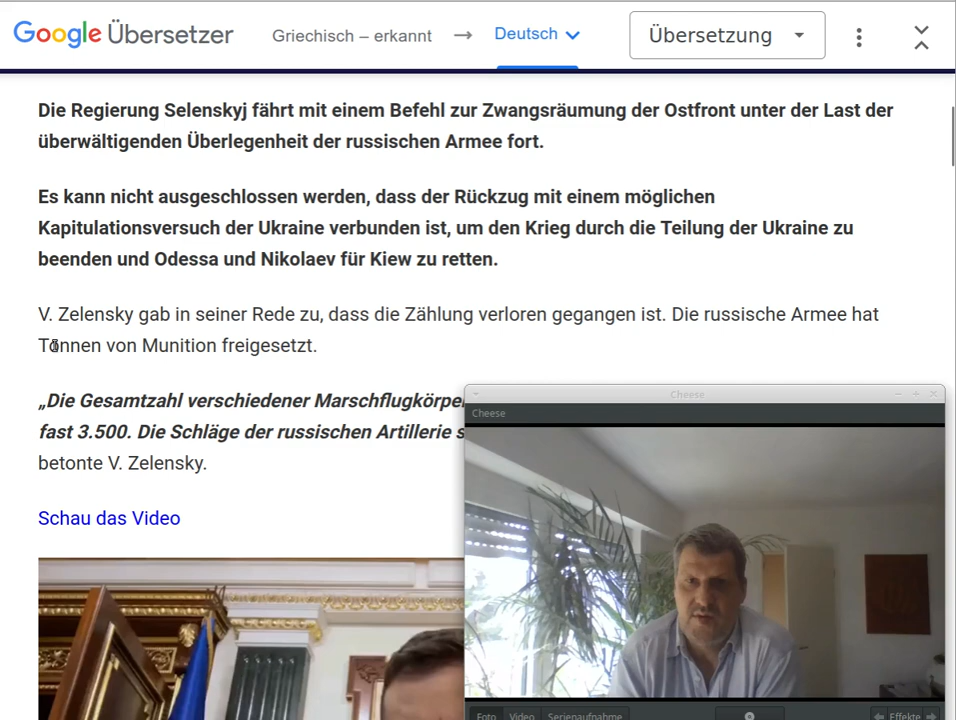 Google Übersetzer Griechisch – erkannt → Deutsch Übersetzung
Die Regierung Selenskyj fährt mit einem Befehl zur Zwangsräumung der Ostfront unter der Last der
überwältigenden Überlegenheit der russischen Armee fort.
Es kann nicht ausgeschlossen werden, dass der Rückzug mit einem möglichen
Kapitulationsversuch der Ukraine verbunden ist, um den Krieg durch die Teilung der Ukraine zu
beenden und Odessa und Nikolaev für Kiew zu retten.
V. Zelensky gab in seiner Rede zu, dass die Zählung verloren gegangen ist. Die russische Armee hat
Tonnen von Munition freigesetzt.
„Die Gesamtzahl verschiedener Marschflugkörpe
fast 3.500. Die Schläge der russischen Artillerie s
betonte V. Zelensky.
Schau das Video
Cheese
Cheese
Foto Video Serienaufnahme Effekte